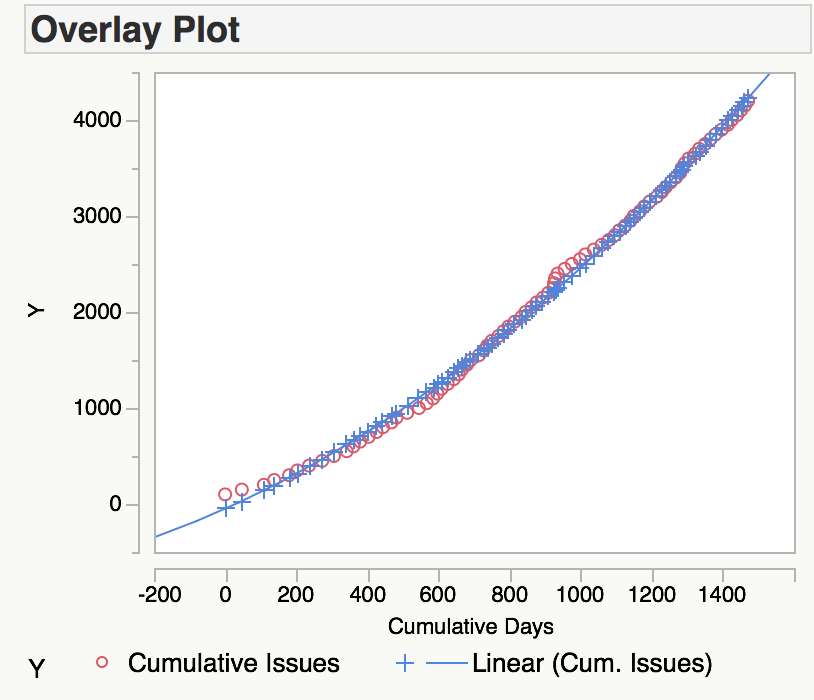 Overlay Plot
4000
3000
2000
1000
0
Y
-200 0 200 400 600 800 1000 1200 1400
Cumulative Days
Y Cumulative Issues Linear (Cum. Issues)